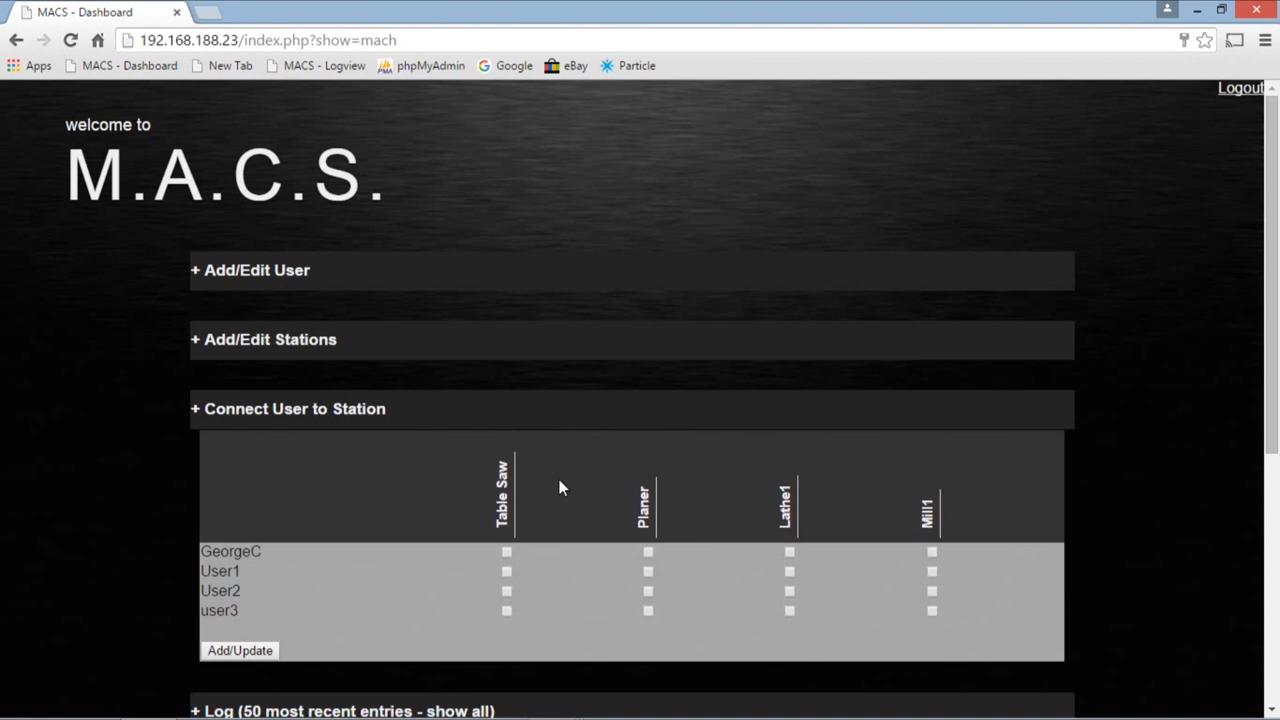 MACS - Dashboard
192.168.188.23/index.php?show=mach
Apps MACS - Dashboard New Tab MACS - Logview phpMyAdmin Google eBay Particle
Logout
welcome to
M.A.C.S.
+ Add/Edit User
+ Add/Edit Stations
+ Connect User to Station
Table Saw Planer Lathe1 Mill1
GeorgeC
User1
User2
user3
Add/Update
+ Log (50 most recent entries - show all)